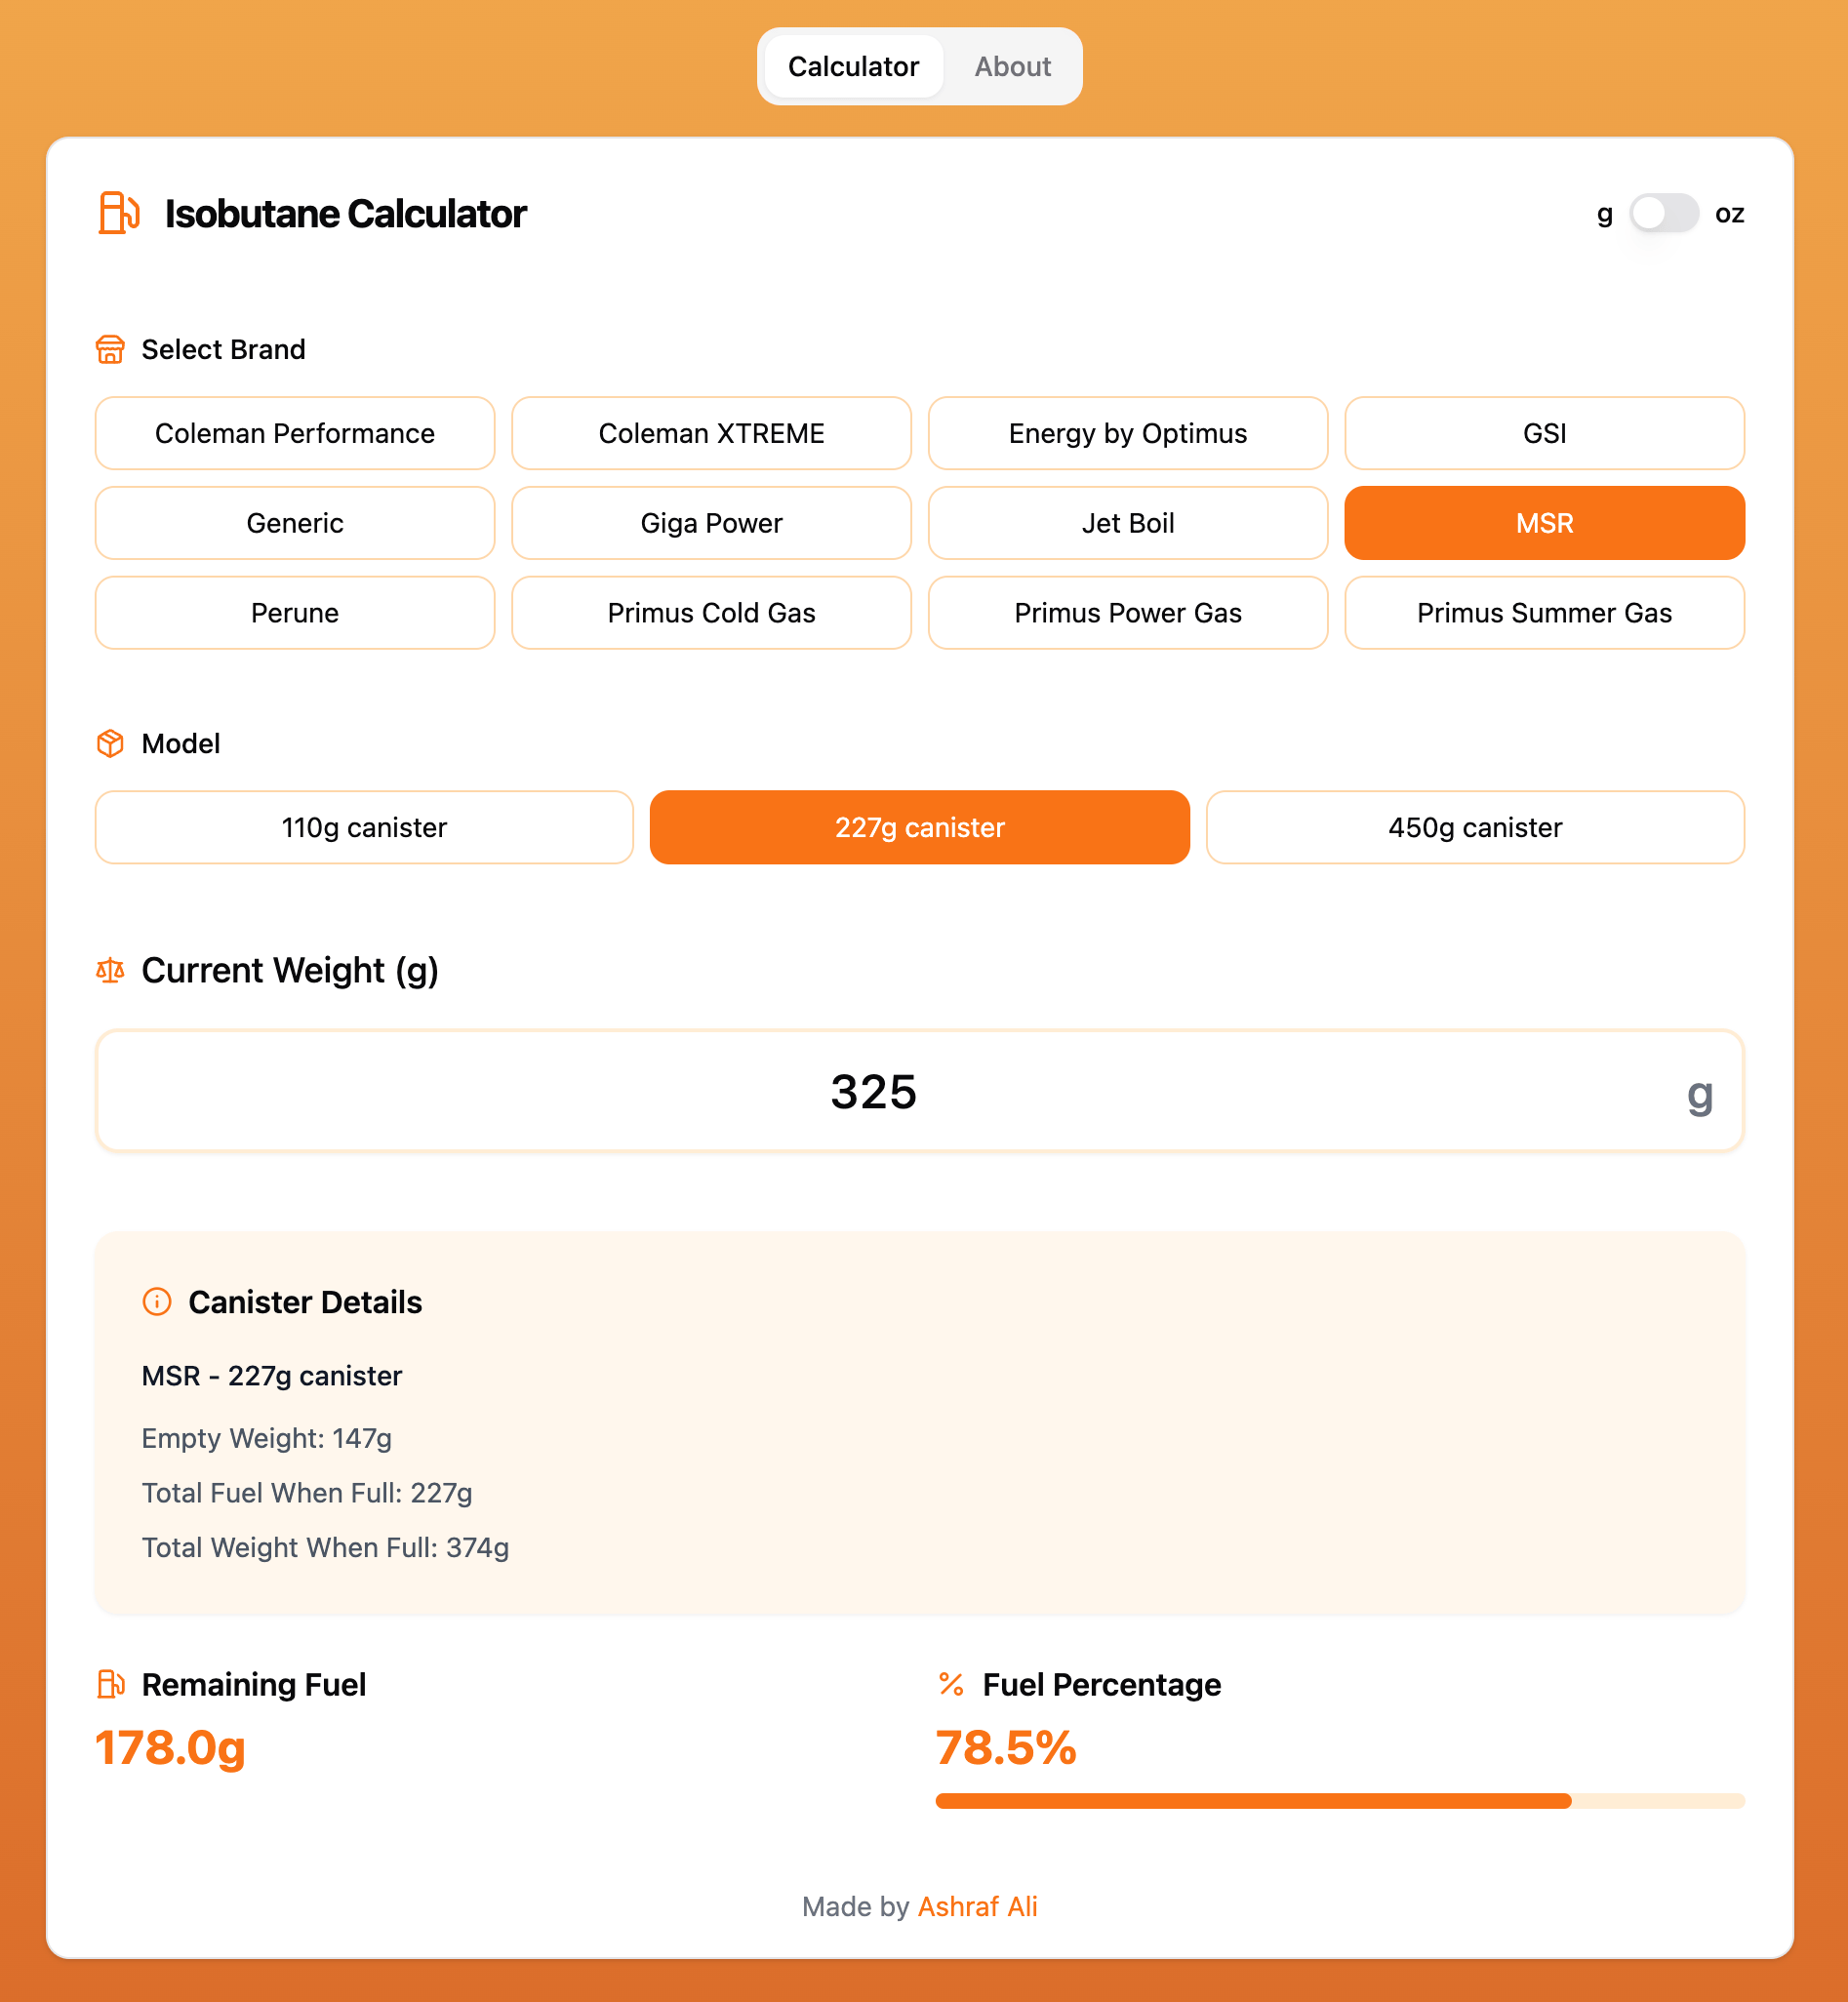 Calculator About
Isobutane Calculator
g oz
Select Brand
Coleman Performance Coleman XTREME Energy by Optimus GSI
Generic Giga Power Jet Boil MSR
Perune Primus Cold Gas Primus Power Gas Primus Summer Gas
Model
110g canister 227g canister 450g canister
Current Weight (g)
325 g
Canister Details
MSR - 227g canister
Empty Weight: 147g
Total Fuel When Full: 227g
Total Weight When Full: 374g
Remaining Fuel
178.0g
Fuel Percentage
78.5%
Made by Ashraf Ali